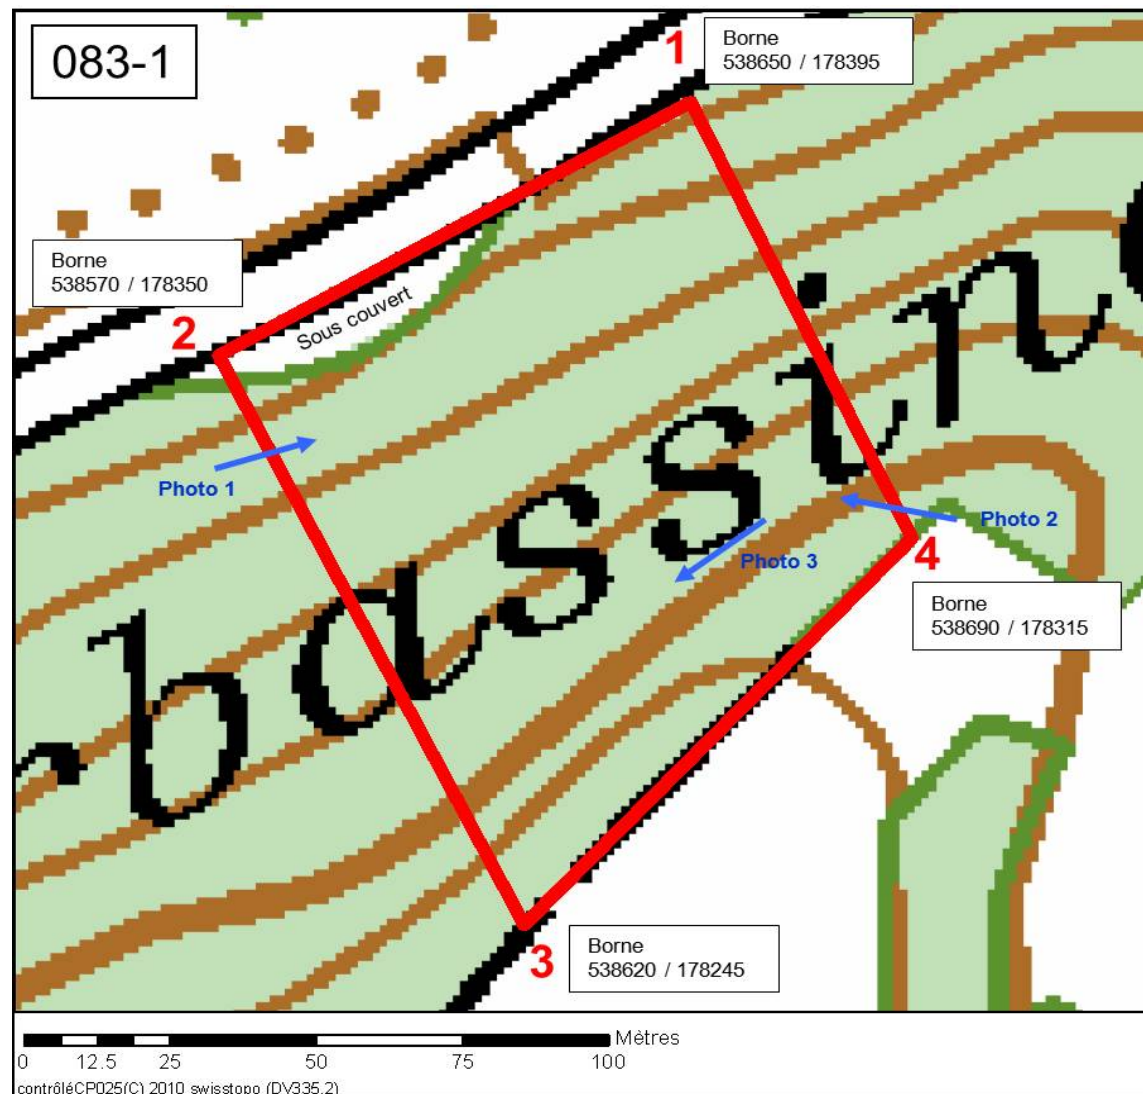 083-1
1
Borne
538650 / 178395
Borne
538570 / 178350
2
Sous couvert
Photo 1
Photo 2
Photo 3
4
Borne
538690 / 178315
3
Borne
538620 / 178245
Mètres
0 12.5 25 50 75 100
contrôléCP025(C) 2010 swisstopo (DV335.2)